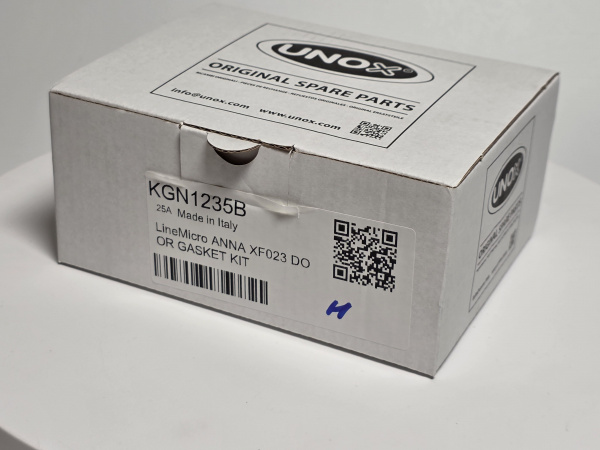 UNOX®
ORIGINAL SPARE PARTS
info@unox.com www.unox.com
KGN1235B
25A Made in Italy
LineMicro ANNA XF023 DO
OR GASKET KIT
H
UNOX
ORIGINAL SPARE PARTS